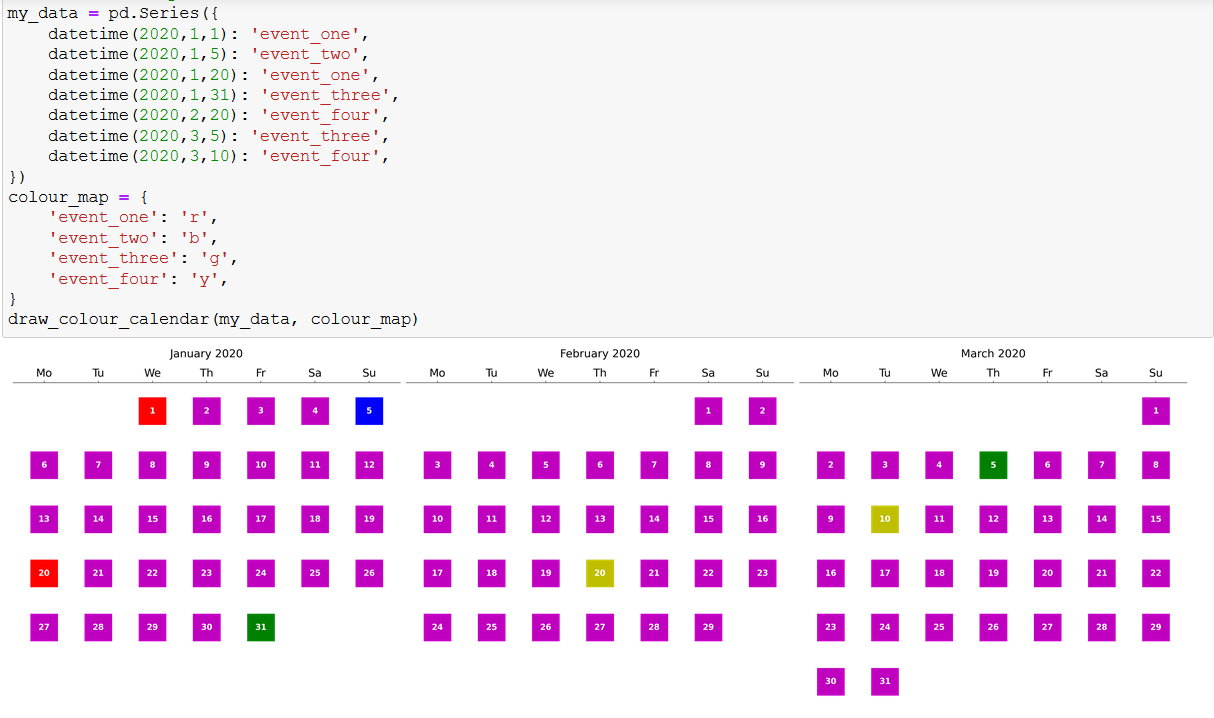 my_data = pd.Series({
    datetime(2020,1,1): 'event_one',
    datetime(2020,1,5): 'event_two',
    datetime(2020,1,20): 'event_one',
    datetime(2020,1,31): 'event_three',
    datetime(2020,2,20): 'event_four',
    datetime(2020,3,5): 'event_three',
    datetime(2020,3,10): 'event_four',
})
colour_map = {
    'event_one': 'r',
    'event_two': 'b',
    'event_three': 'g',
    'event_four': 'y',
}
draw_colour_calendar(my_data, colour_map)
January 2020
Mo Tu We Th Fr Sa Su
1 2 3 4 5
6 7 8 9 10 11 12
13 14 15 16 17 18 19
20 21 22 23 24 25 26
27 28 29 30 31
February 2020
Mo Tu We Th Fr Sa Su
1 2
3 4 5 6 7 8 9
10 11 12 13 14 15 16
17 18 19 20 21 22 23
24 25 26 27 28 29
March 2020
Mo Tu We Th Fr Sa Su
1
2 3 4 5 6 7 8
9 10 11 12 13 14 15
16 17 18 19 20 21 22
23 24 25 26 27 28 29
30 31